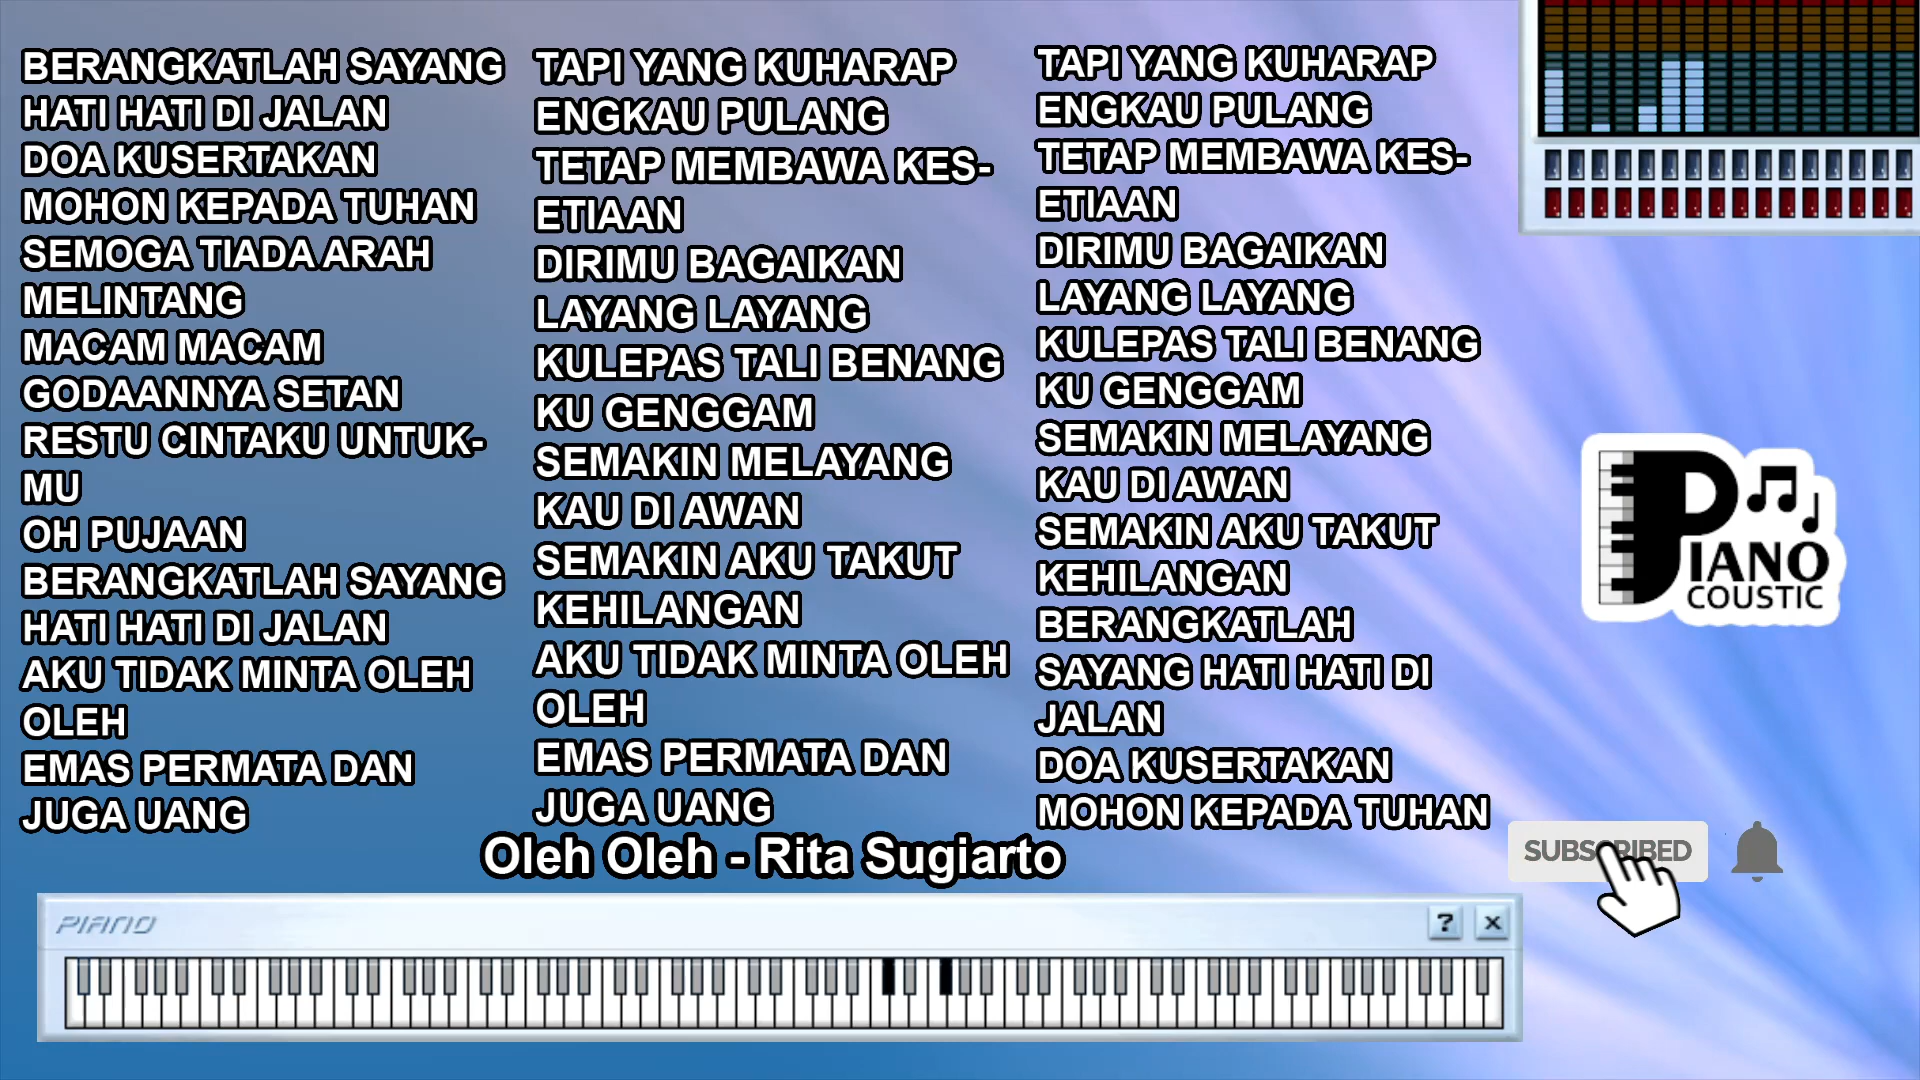 BERANGKATLAH SAYANG
HATI HATI DI JALAN
DOA KUSERTAKAN
MOHON KEPADA TUHAN
SEMOGA TIADA ARAH
MELINTANG
MACAM MACAM
GODAANNYA SETAN
RESTU CINTAKU UNTUK-
MU
OH PUJAAN
BERANGKATLAH SAYANG
HATI HATI DI JALAN
AKU TIDAK MINTA OLEH
OLEH
EMAS PERMATA DAN
JUGA UANG
TAPI YANG KUHARAP
ENGKAU PULANG
TETAP MEMBAWA KES-
ETIAAN
DIRIMU BAGAIKAN
LAYANG LAYANG
KULEPAS TALI BENANG
KU GENGGAM
SEMAKIN MELAYANG
KAU DI AWAN
SEMAKIN AKU TAKUT
KEHILANGAN
AKU TIDAK MINTA OLEH
OLEH
EMAS PERMATA DAN
JUGA UANG
TAPI YANG KUHARAP
ENGKAU PULANG
TETAP MEMBAWA KES-
ETIAAN
DIRIMU BAGAIKAN
LAYANG LAYANG
KULEPAS TALI BENANG
KU GENGGAM
SEMAKIN MELAYANG
KAU DI AWAN
SEMAKIN AKU TAKUT
KEHILANGAN
BERANGKATLAH
SAYANG HATI HATI DI
JALAN
DOA KUSERTAKAN
MOHON KEPADA TUHAN
Oleh Oleh - Rita Sugiarto
PIANO
COUSTIC
SUBSCRIBED
PIANO
? X